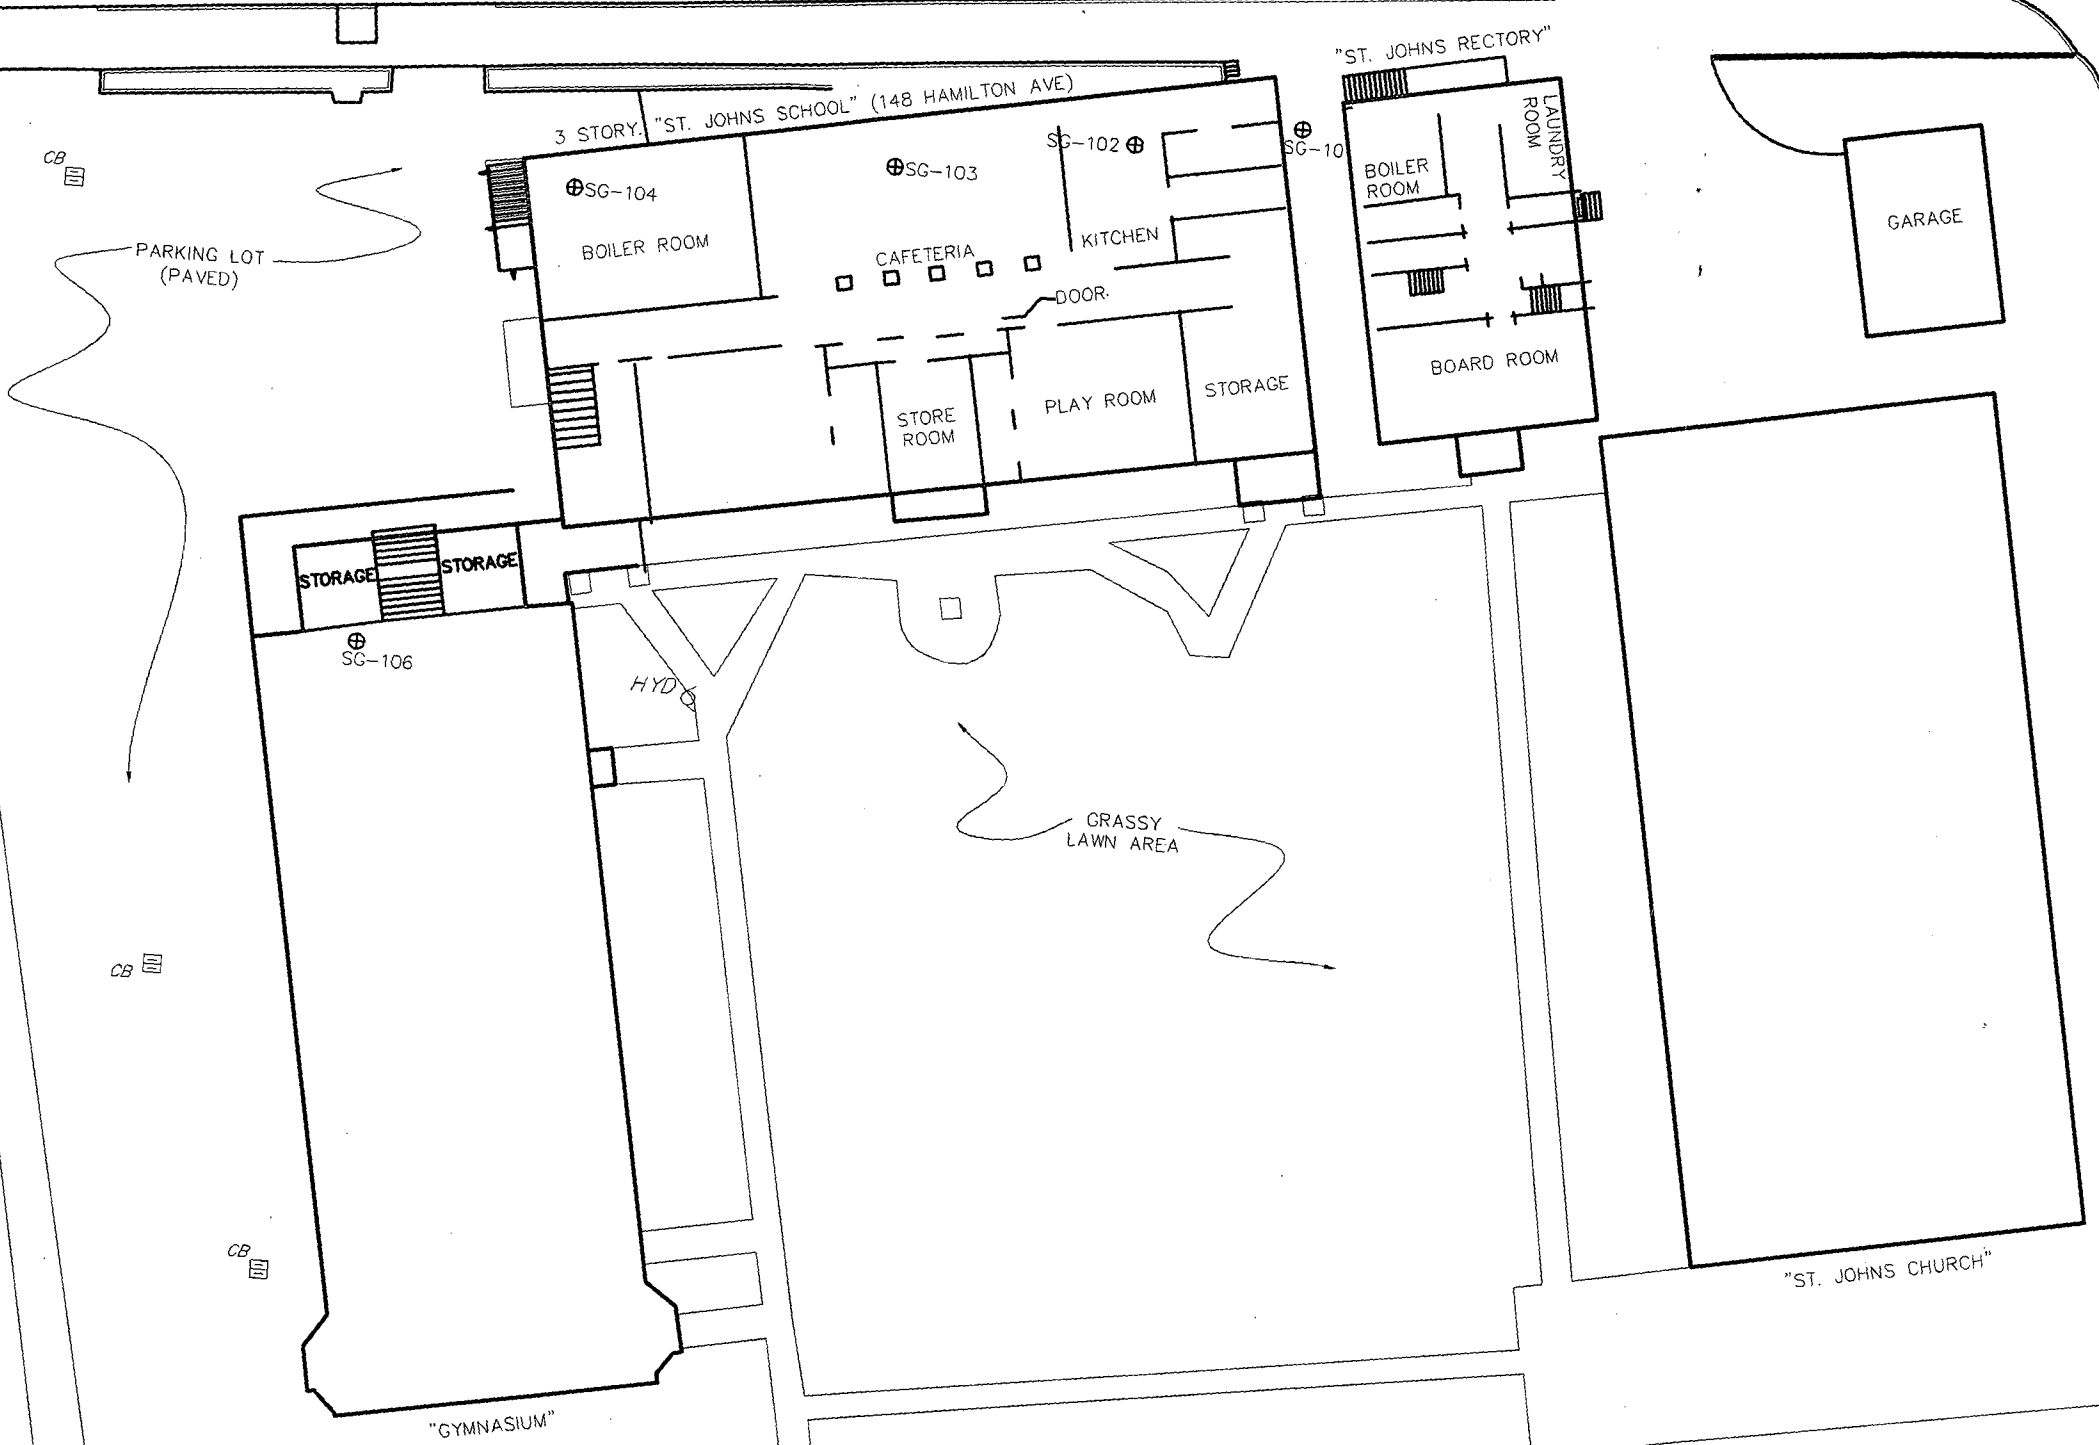 "ST. JOHNS RECTORY"
3 STORY. "ST. JOHNS SCHOOL" (148 HAMILTON AVE)
LAUNDRY
ROOM
CB
SG-102
SG-10
SG-103
SG-104
BOILER
ROOM
GARAGE
PARKING LOT
(PAVED)
BOILER ROOM
CAFETERIA
KITCHEN
DOOR.
BOARD ROOM
STORE
ROOM
PLAY ROOM
STORAGE
STORAGE
STORAGE
SG-106
HYD
GRASSY
LAWN AREA
CB
CB
"ST. JOHNS CHURCH"
"GYMNASIUM"